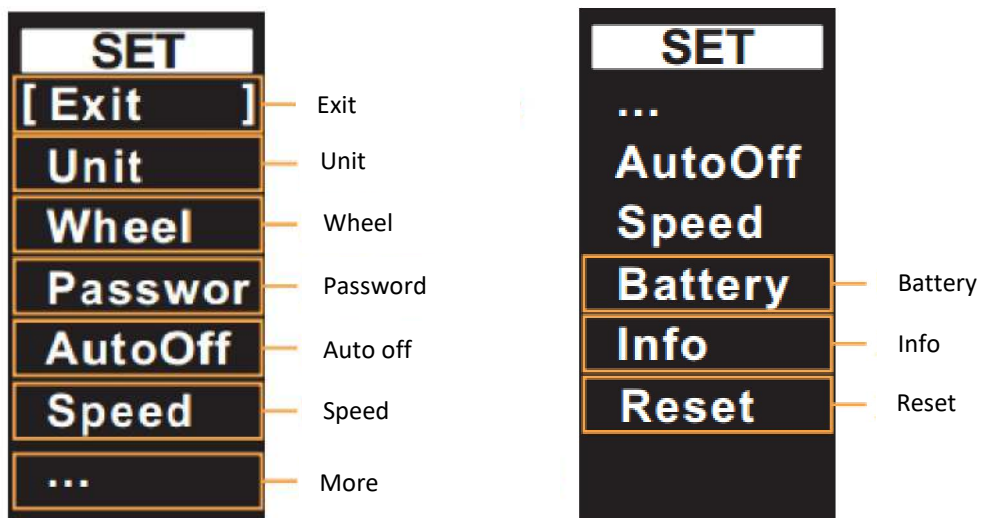 SET
[ Exit ] Exit
Unit Unit
Wheel Wheel
Passwor Password
AutoOff Auto off
Speed Speed
... More
SET
...
AutoOff
Speed
Battery Battery
Info Info
Reset Reset